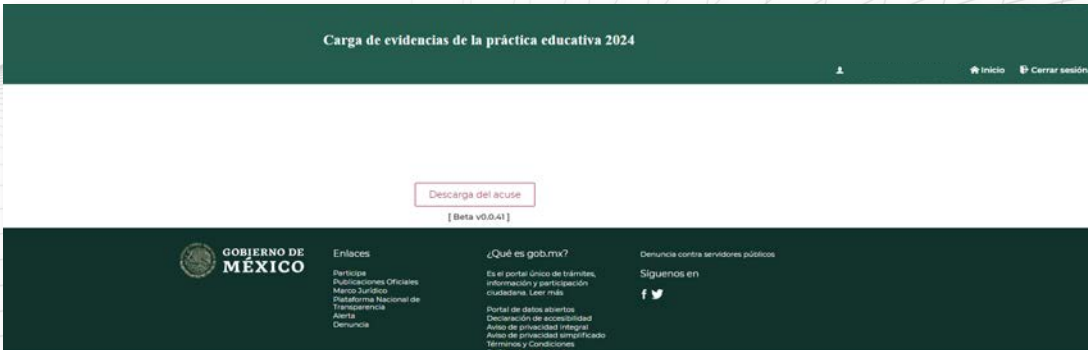 Carga de evidencias de la práctica educativa 2024
Inicio Cerrar sesión
Descarga del acuse
[ Beta v0.0.41 ]
GOBIERNO DE
MÉXICO
Enlaces
Participa
Publicaciones Oficiales
Marco Jurídico
Plataforma Nacional de
Transparencia
Alerta
Denuncia
¿Qué es gob.mx?
Es el portal único de trámites,
información y participación
ciudadana. Leer más
Portal de datos abiertos
Declaración de accesibilidad
Aviso de privacidad integral
Aviso de privacidad simplificado
Términos y Condiciones
Denuncia contra servidores públicos
Síguenos en